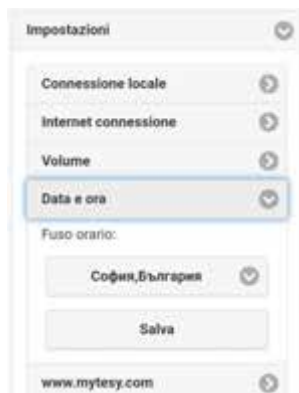 Impostazioni
Connessione locale
Internet connessione
Volume
Data e ora
Fuso orario:
София,България
Salva
www.mytesy.com